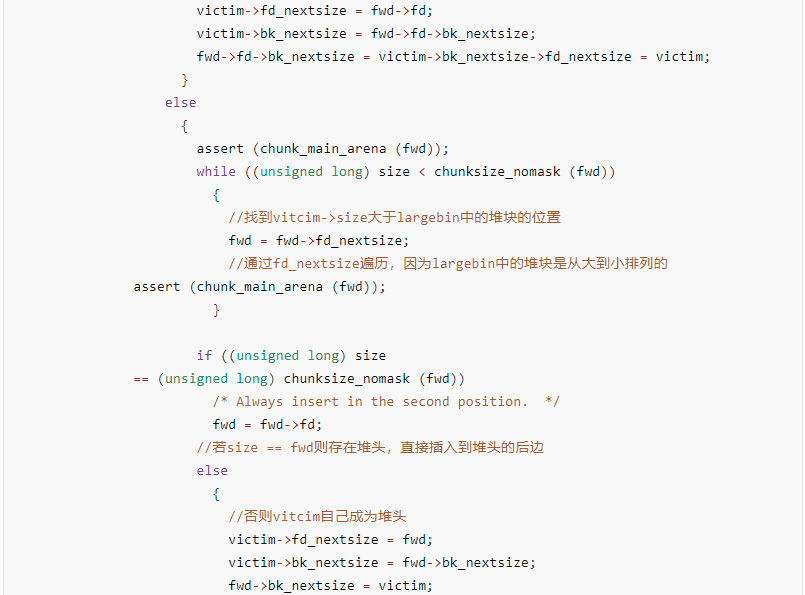 victim->fd_nextsize = fwd->fd;
victim->bk_nextsize = fwd->fd->bk_nextsize;
fwd->fd->bk_nextsize = victim->bk_nextsize->fd_nextsize = victim;
}
else
{
assert (chunk_main_arena (fwd));
while ((unsigned long) size < chunksize_nomask (fwd))
{
//找到vitcim->size大于largebin中的堆块的位置
fwd = fwd->fd_nextsize;
//通过fd_nextsize遍历，因为largebin中的堆块是从大到小排列的
assert (chunk_main_arena (fwd));
}
if ((unsigned long) size
== (unsigned long) chunksize_nomask (fwd))
/* Always insert in the second position.  */
fwd = fwd->fd;
//若size == fwd则存在堆头，直接插入到堆头的后边
else
{
//否则vitcim自己成为堆头
victim->fd_nextsize = fwd;
victim->bk_nextsize = fwd->bk_nextsize;
fwd->bk_nextsize = victim;